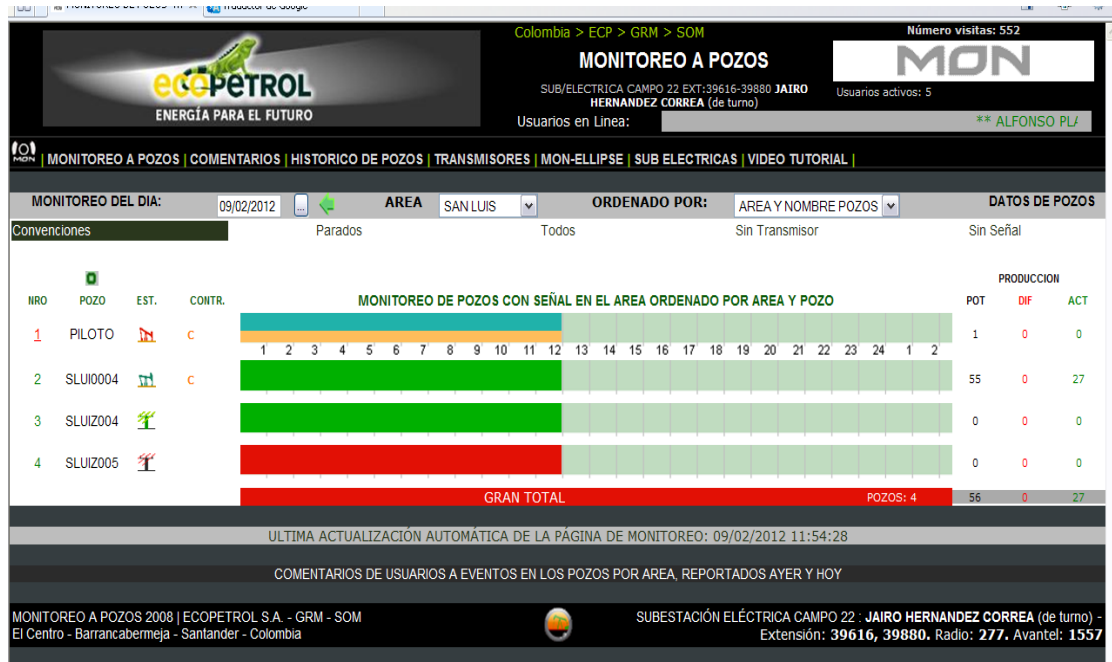 Colombia > ECP > GRM > SOM
Número visitas: 552
MONITOREO A POZOS
MON
ecoPETROL
ENERGÍA PARA EL FUTURO
SUB/ELECTRICA CAMPO 22 EXT:39616-39880 JAIRO
HERNANDEZ CORREA (de turno)
Usuarios activos: 5
Usuarios en Linea:
** ALFONSO
MON | MONITOREO A POZOS | COMENTARIOS | HISTORICO DE POZOS | TRANSMISORES | MON-ELLIPSE | SUB ELECTRICAS | VIDEO TUTORIAL |
MONITOREO DEL DIA: 09/02/2012 ... AREA SAN LUIS ORDENADO POR: AREA Y NOMBRE POZOS DATOS DE POZOS
Convenciones Parados Todos Sin Transmisor Sin Señal
PRODUCCION
NRO POZO EST. CONTR. MONITOREO DE POZOS CON SEÑAL EN EL AREA ORDENADO POR AREA Y POZO POT DIF ACT
1 PILOTO C 1 0 0
1 2 3 4 5 6 7 8 9 10 11 12 13 14 15 16 17 18 19 20 21 22 23 24 1 2
2 SLUI0004 C 55 0 27
3 SLUIZ004 0 0 0
4 SLUIZ005 0 0 0
GRAN TOTAL POZOS: 4 56 0 27
ULTIMA ACTUALIZACIÓN AUTOMÁTICA DE LA PÁGINA DE MONITOREO: 09/02/2012 11:54:28
COMENTARIOS DE USUARIOS A EVENTOS EN LOS POZOS POR AREA, REPORTADOS AYER Y HOY
MONITOREO A POZOS 2008 | ECOPETROL S.A. - GRM - SOM
El Centro - Barrancabermeja - Santander - Colombia
SUBESTACIÓN ELÉCTRICA CAMPO 22 : JAIRO HERNANDEZ CORREA (de turno) -
Extensión: 39616, 39880. Radio: 277. Avantel: 1557